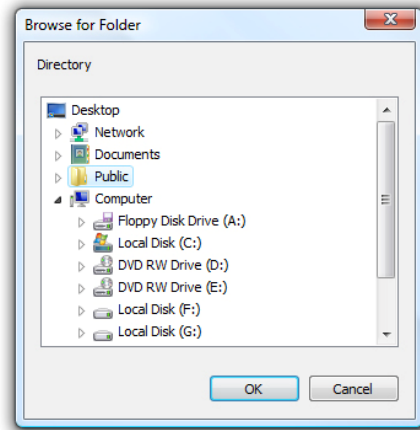 Browse for Folder
Directory
Desktop
Network
Documents
Public
Computer
Floppy Disk Drive (A:)
Local Disk (C:)
DVD RW Drive (D:)
DVD RW Drive (E:)
Local Disk (F:)
Local Disk (G:)
OK Cancel